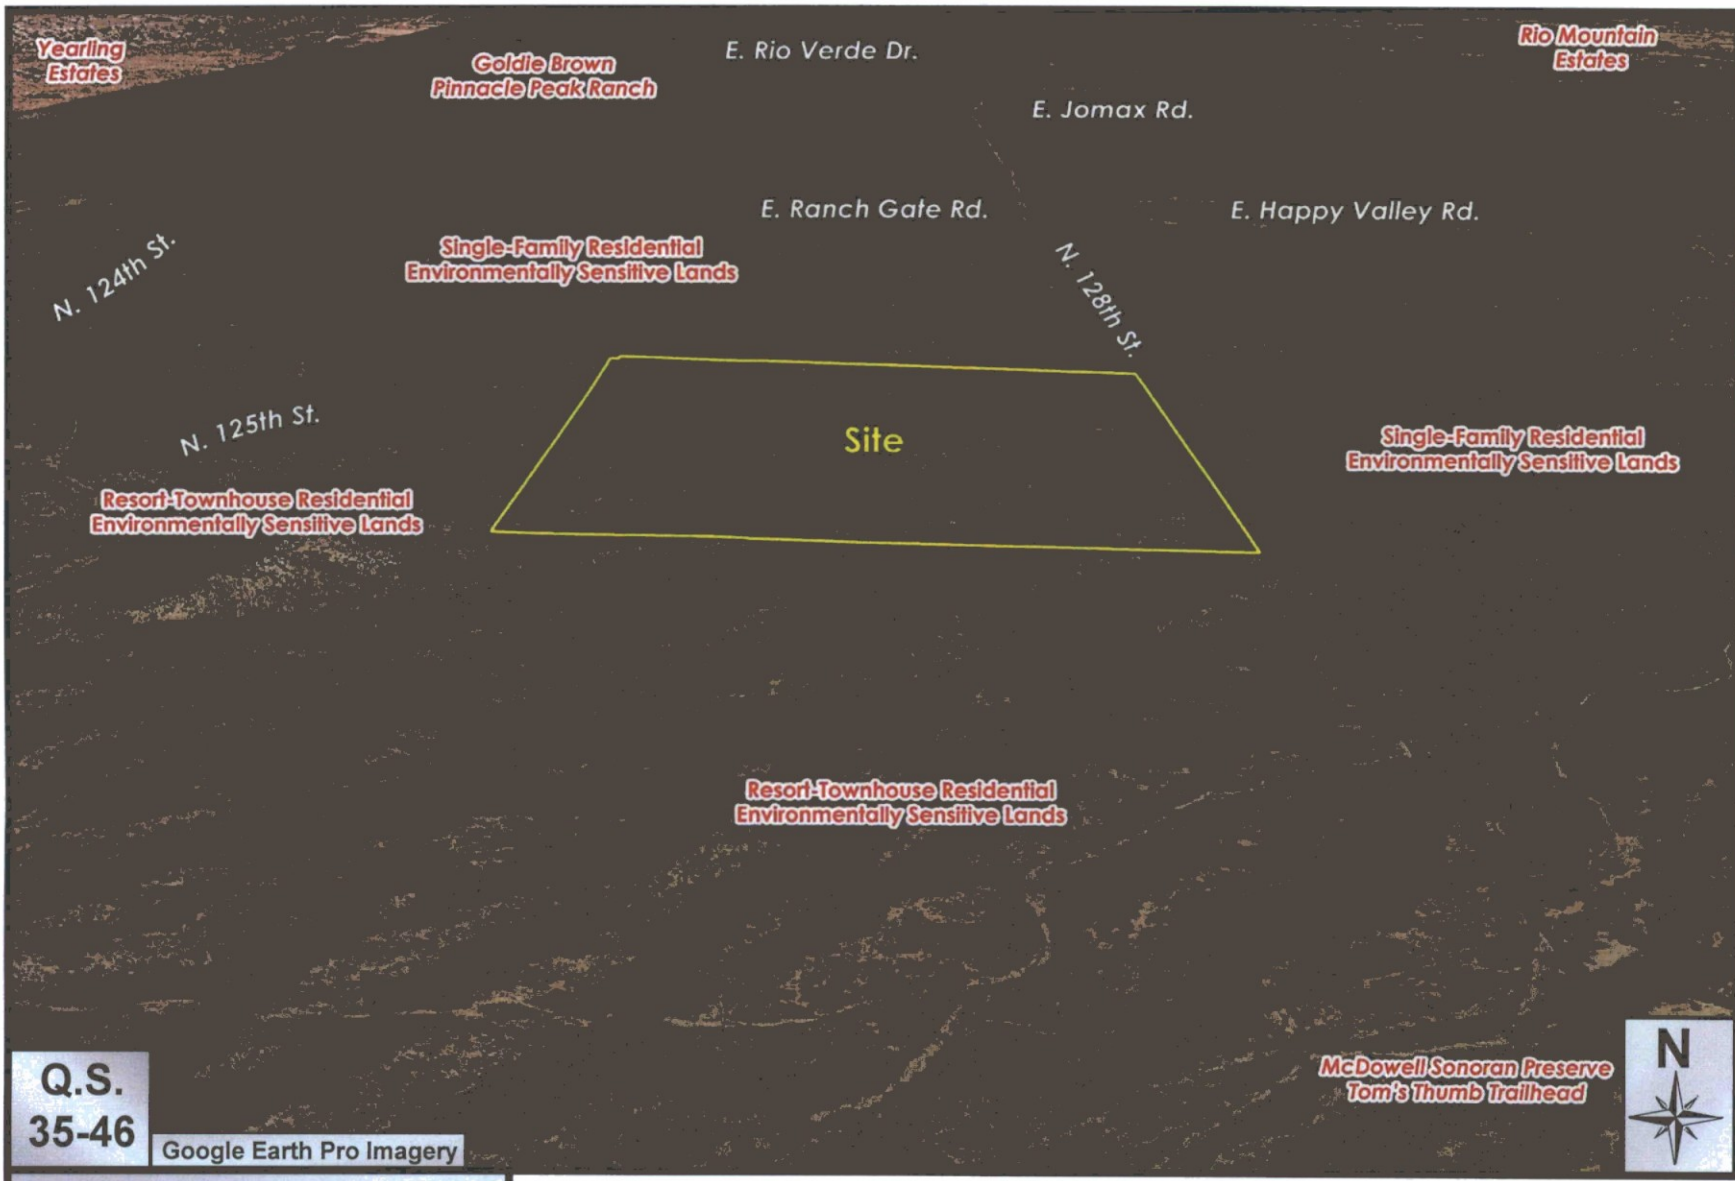 Yearling
Estates
Goldie Brown
Pinnacle Peak Ranch
E. Rio Verde Dr.
Rio Mountain
Estates
E. Jomax Rd.
E. Ranch Gate Rd.
E. Happy Valley Rd.
N. 124th St.
Single-Family Residential
Environmentally Sensitive Lands
N. 128th St.
N. 125th St.
Site
Single-Family Residential
Environmentally Sensitive Lands
Resort-Townhouse Residential
Environmentally Sensitive Lands
Resort-Townhouse Residential
Environmentally Sensitive Lands
McDowell Sonoran Preserve
Tom's Thumb Trailhead
N
Q.S.
35-46
Google Earth Pro Imagery